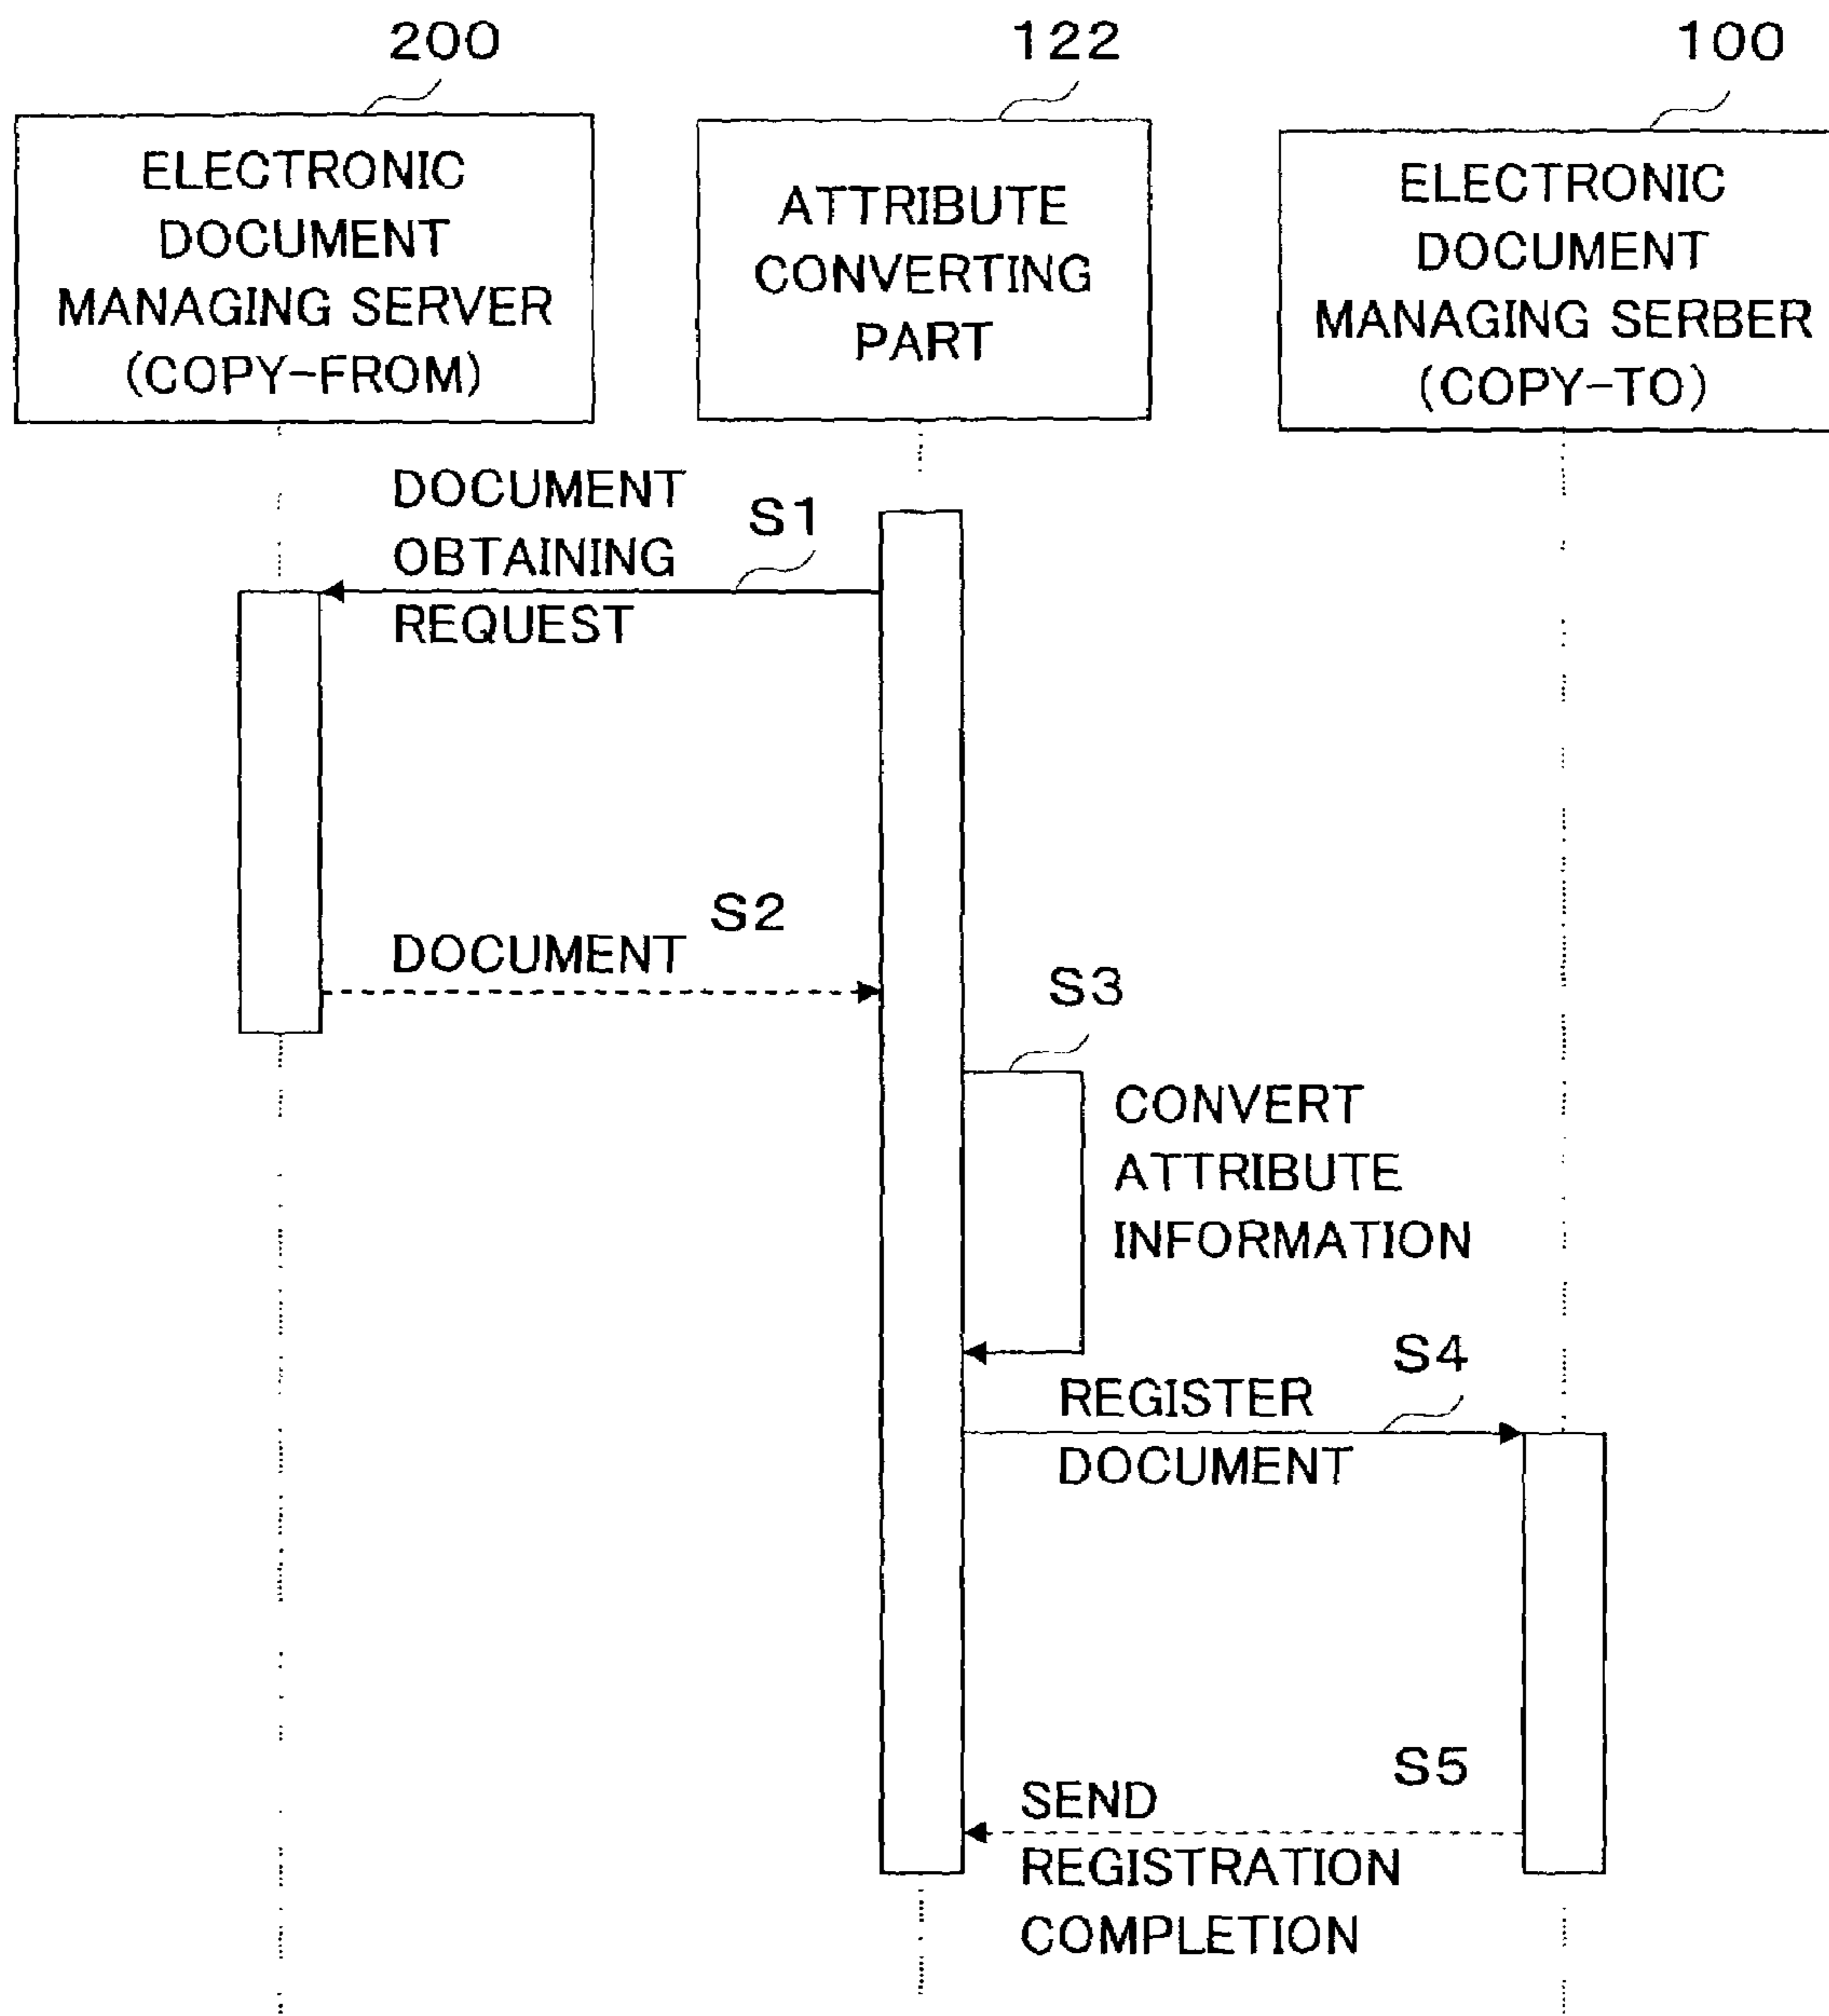 200
122
100
ELECTRONIC
DOCUMENT
MANAGING SERVER
(COPY-FROM)
ATTRIBUTE
CONVERTING
PART
ELECTRONIC
DOCUMENT
MANAGING SERBER
(COPY-TO)
DOCUMENT
OBTAINING
REQUEST
S1
DOCUMENT
S2
S3
CONVERT
ATTRIBUTE
INFORMATION
REGISTER
DOCUMENT
S4
S5
SEND
REGISTRATION
COMPLETION